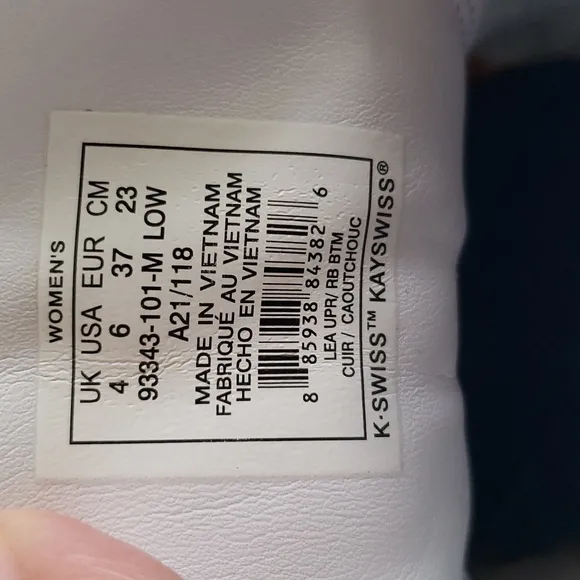 WOMEN'S
UK USA EUR CM
4 6 37 23
93343-101-M LOW
A21/118
MADE IN VIETNAM
FABRIQUÉ AU VIETNAM
HECHO EN VIETNAM
8 85938 84382 6
LEA UPR/ RB BTM
CUIR/ CAOUTCHOUC
K·SWISS™ KAYSWISS®